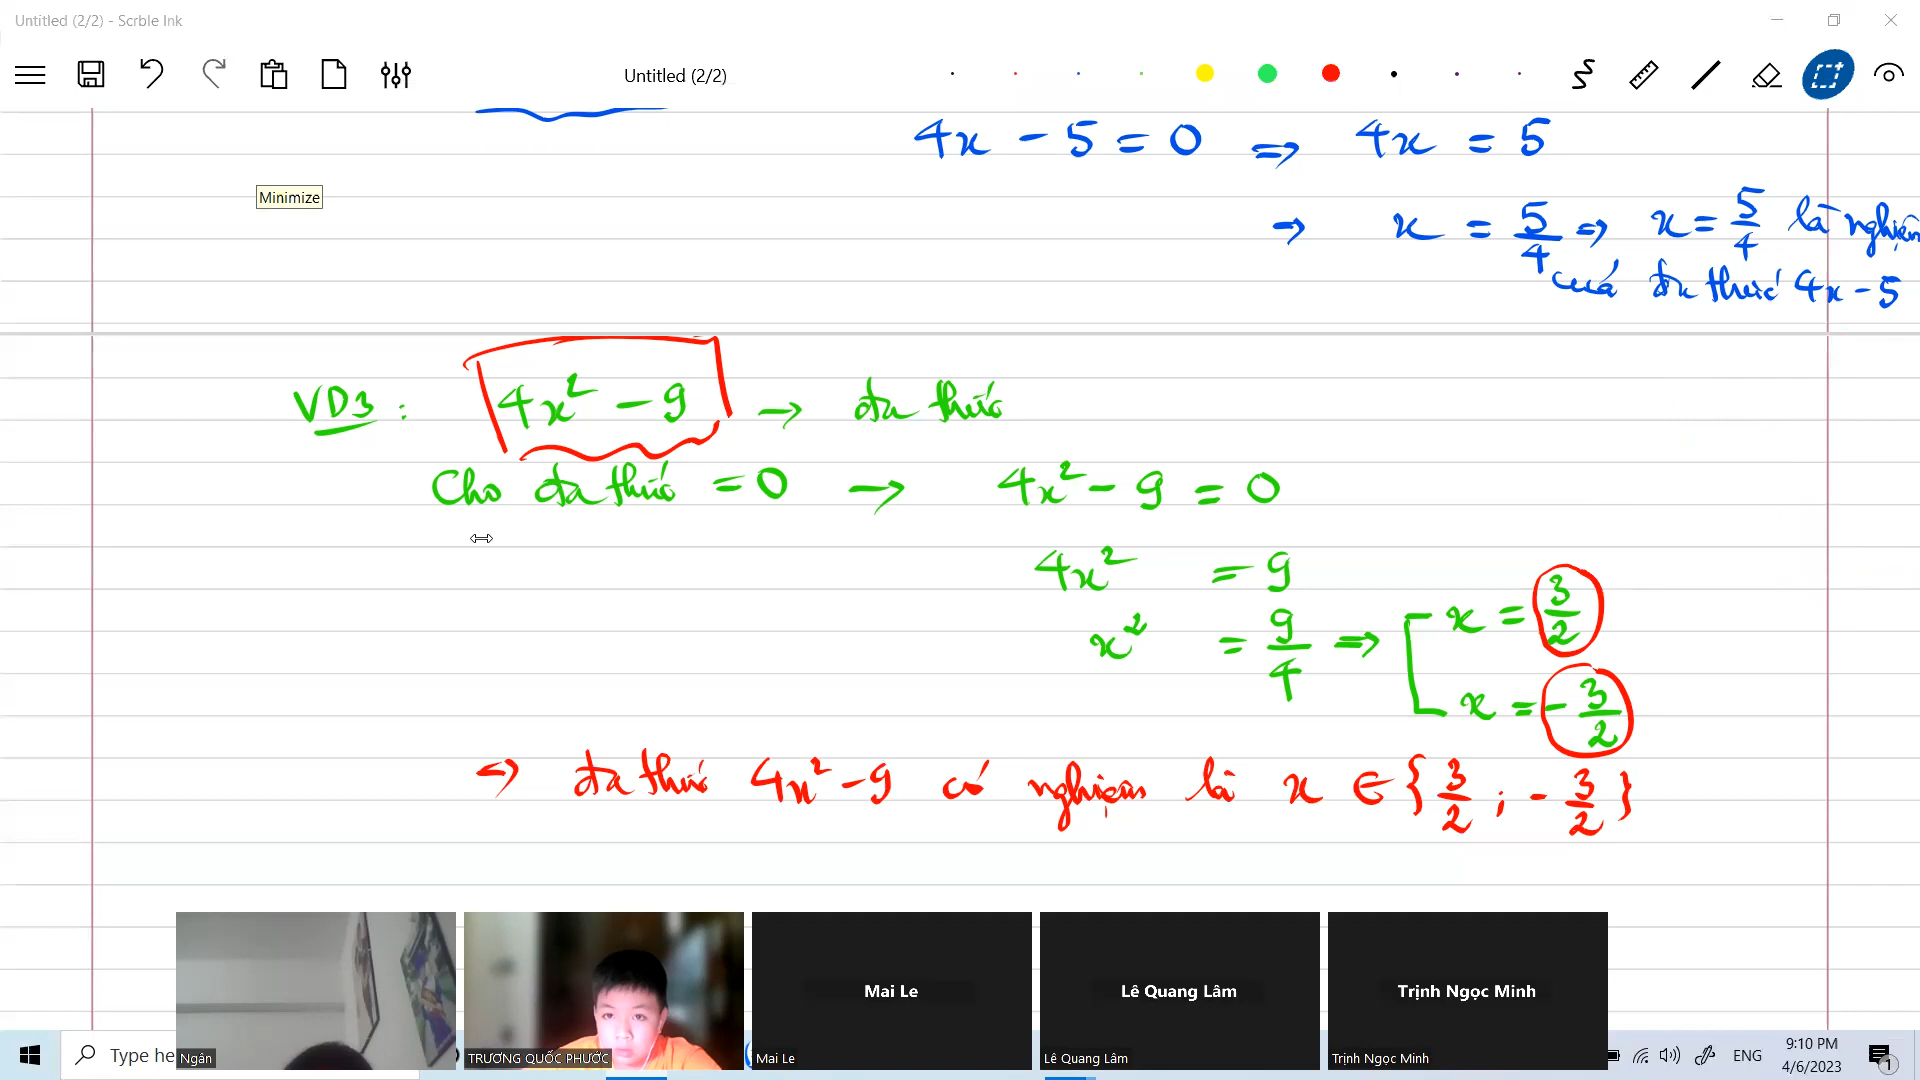 Untitled (2/2) - Scrble Ink
Untitled (2/2)
Minimize
4x - 5 = 0 => 4x = 5
→ x = 5/4 => x = 5/4 là nghiệm
của đa thức 4x - 5
VD3 : 4x² - 9 → đa thức
Cho đa thức = 0 → 4x² - 9 = 0
4x² = 9
x² = 9/4 => [ x = 3/2
x = - 3/2
=> đa thức 4x² - 9 có nghiệm là x ∈ { 3/2 ; - 3/2 }
Mai Le
Lê Quang Lâm
Trịnh Ngọc Minh
Type he
Ngân
TRƯƠNG QUỐC PHƯỚC
Mai Le
Lê Quang Lâm
Trịnh Ngọc Minh
ENG
9:10 PM
4/6/2023
1